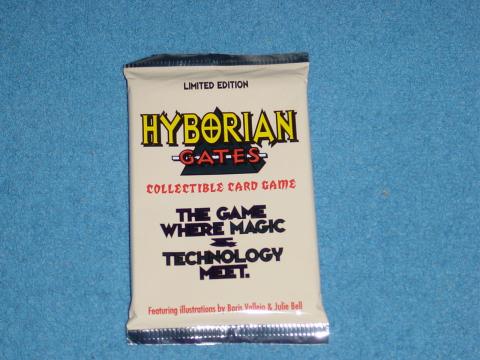 LIMITED EDITION
HYBORIAN
GATES
COLLECTIBLE CARD GAME
THE GAME
WHERE MAGIC
&
TECHNOLOGY
MEET.
Featuring illustrations by Boris Vallejo & Julie Bell